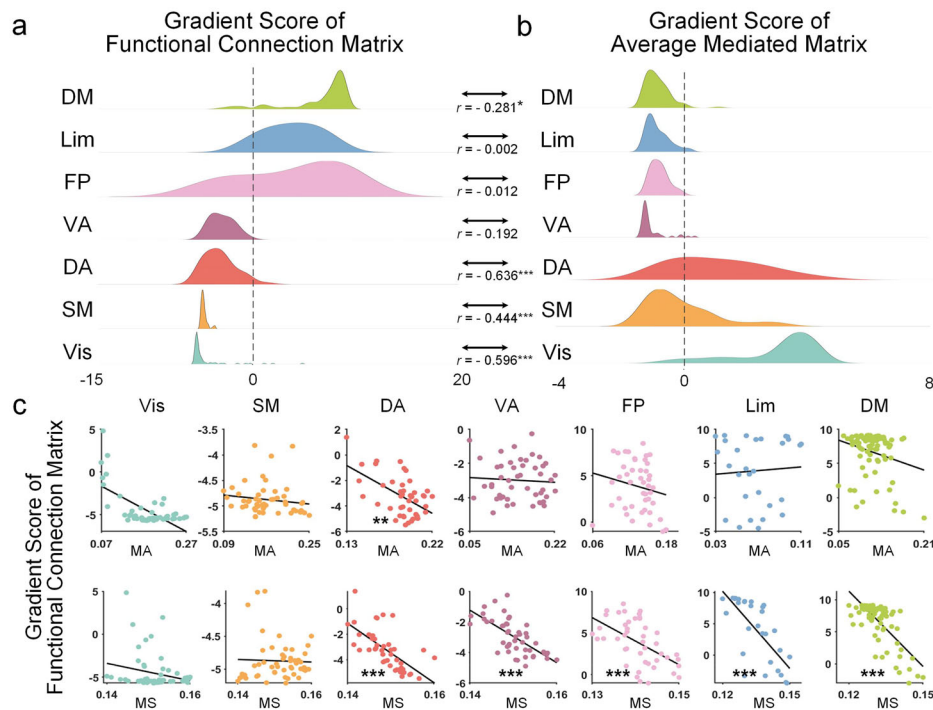 a
Gradient Score of
Functional Connection Matrix
b
Gradient Score of
Average Mediated Matrix
DM
r = - 0.281*
DM
Lim
r = - 0.002
Lim
FP
r = - 0.012
FP
VA
r = - 0.192
VA
DA
r = - 0.636***
DA
SM
r = - 0.444***
SM
Vis
r = - 0.596***
Vis
-15 0 20 -4 0 8
c
Gradient Score of
Functional Connection Matrix
Vis SM DA VA FP Lim DM
5 -3.5 2 0 10 10 10
-4 0 -2 5 5 5
0 -4.5 -2
-5 -5 -4 -4 0 0 0
** 
-5.5 -6 -6 -5 -5
0.07 0.27 0.09 0.25 0.13 0.22 0.05 0.22 0.06 0.18 0.03 0.11 0.05 0.21
MA MA MA MA MA MA MA
5 -4 2 0 10 10 10
0 0 -2 5 5 5
-4.5 -2
-5 -5 -4 -4 0 0 0
*** *** *** *** ***
-6 -6 -5 -5
0.14 0.16 0.14 0.16 0.14 0.16 0.14 0.16 0.13 0.15 0.12 0.15 0.12 0.15
MS MS MS MS MS MS MS